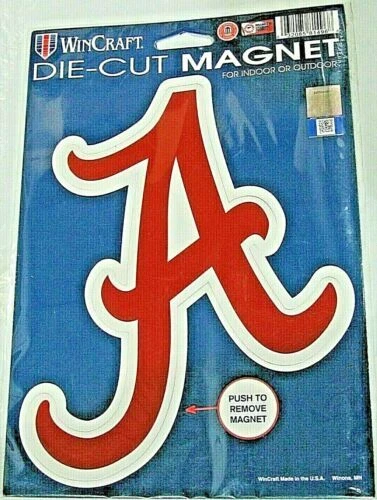 WINCRAFT
DIE-CUT MAGNET
FOR INDOOR OR OUTDOOR
A
PUSH TO
REMOVE
MAGNET
WinCraft Made in the U.S.A. Winona, MN